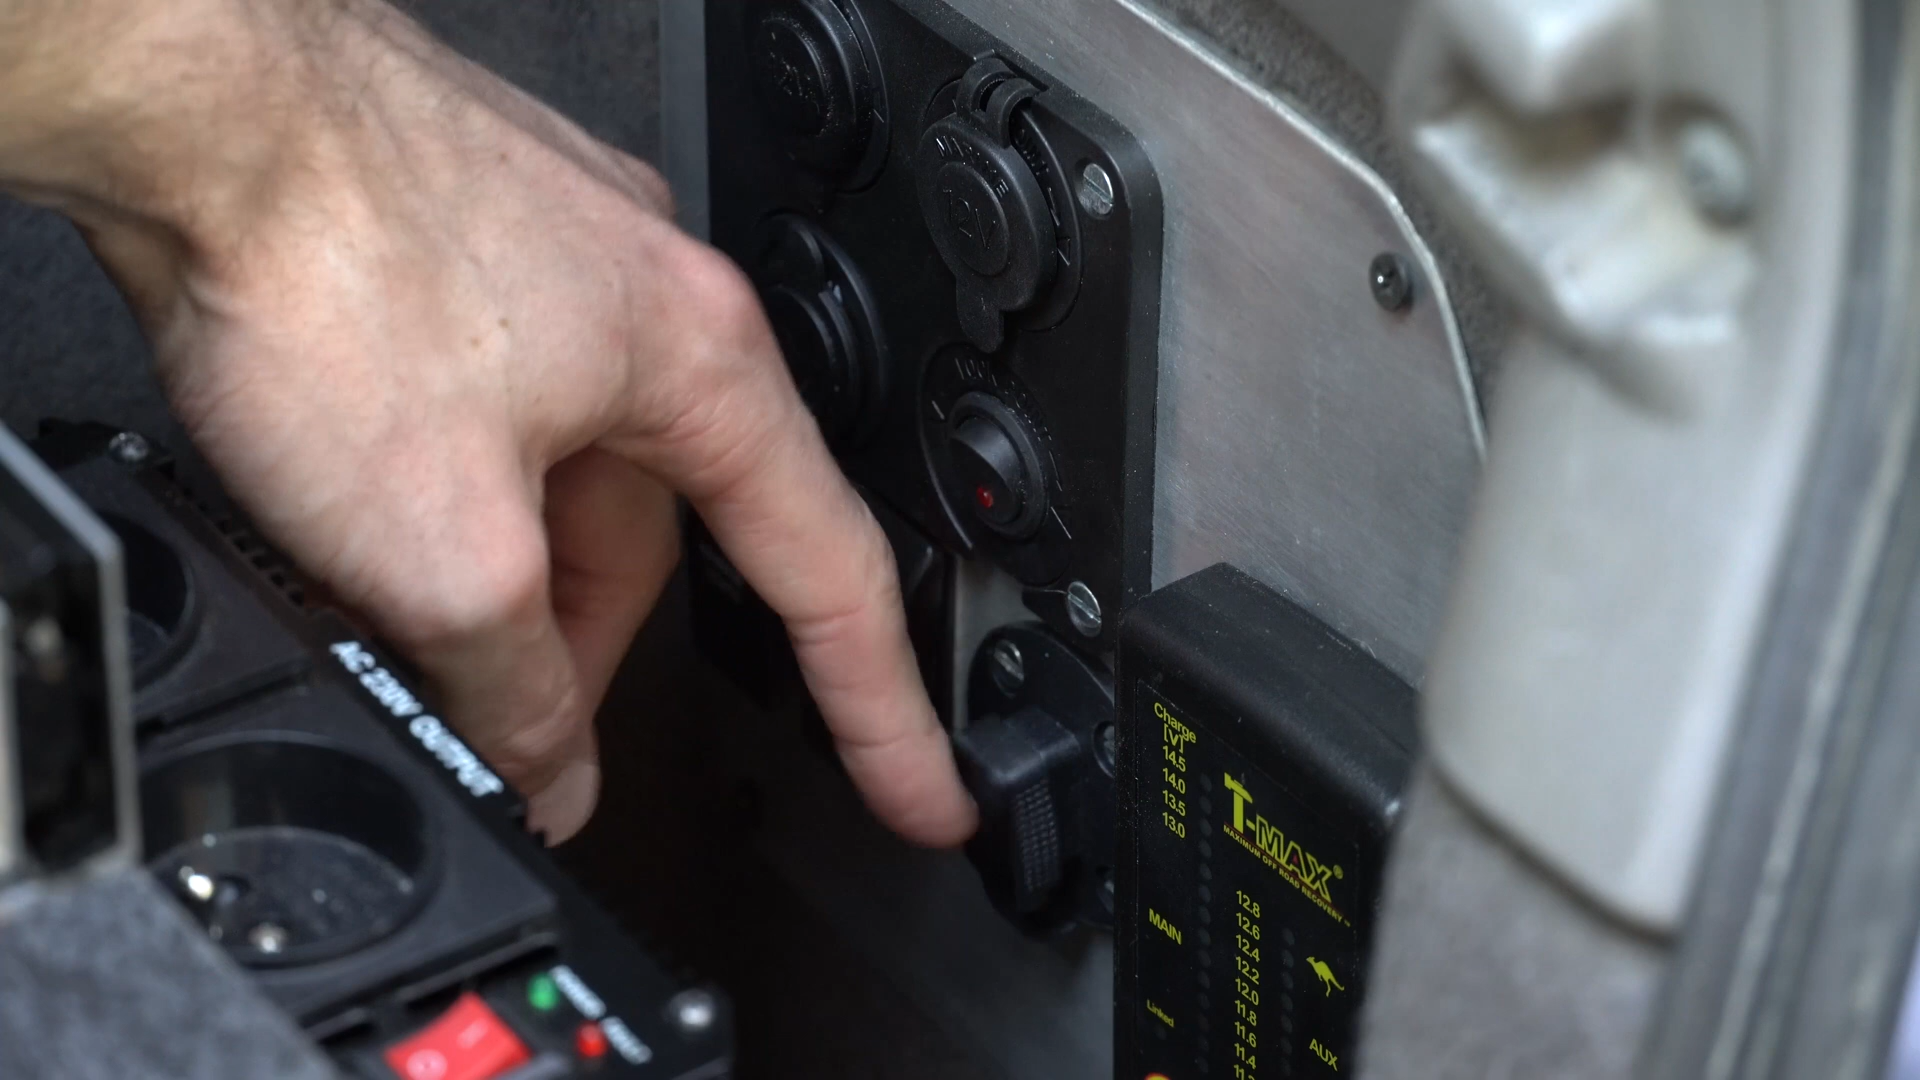 12V
AC 230V OUTPUT
Charge
[V]
14.5
14.0
13.5
13.0
T-MAX®
MAXIMUM OFF ROAD RECOVERY™
MAIN
12.8
12.6
12.4
12.2
12.0
11.8
11.6
11.4
Linked
AUX